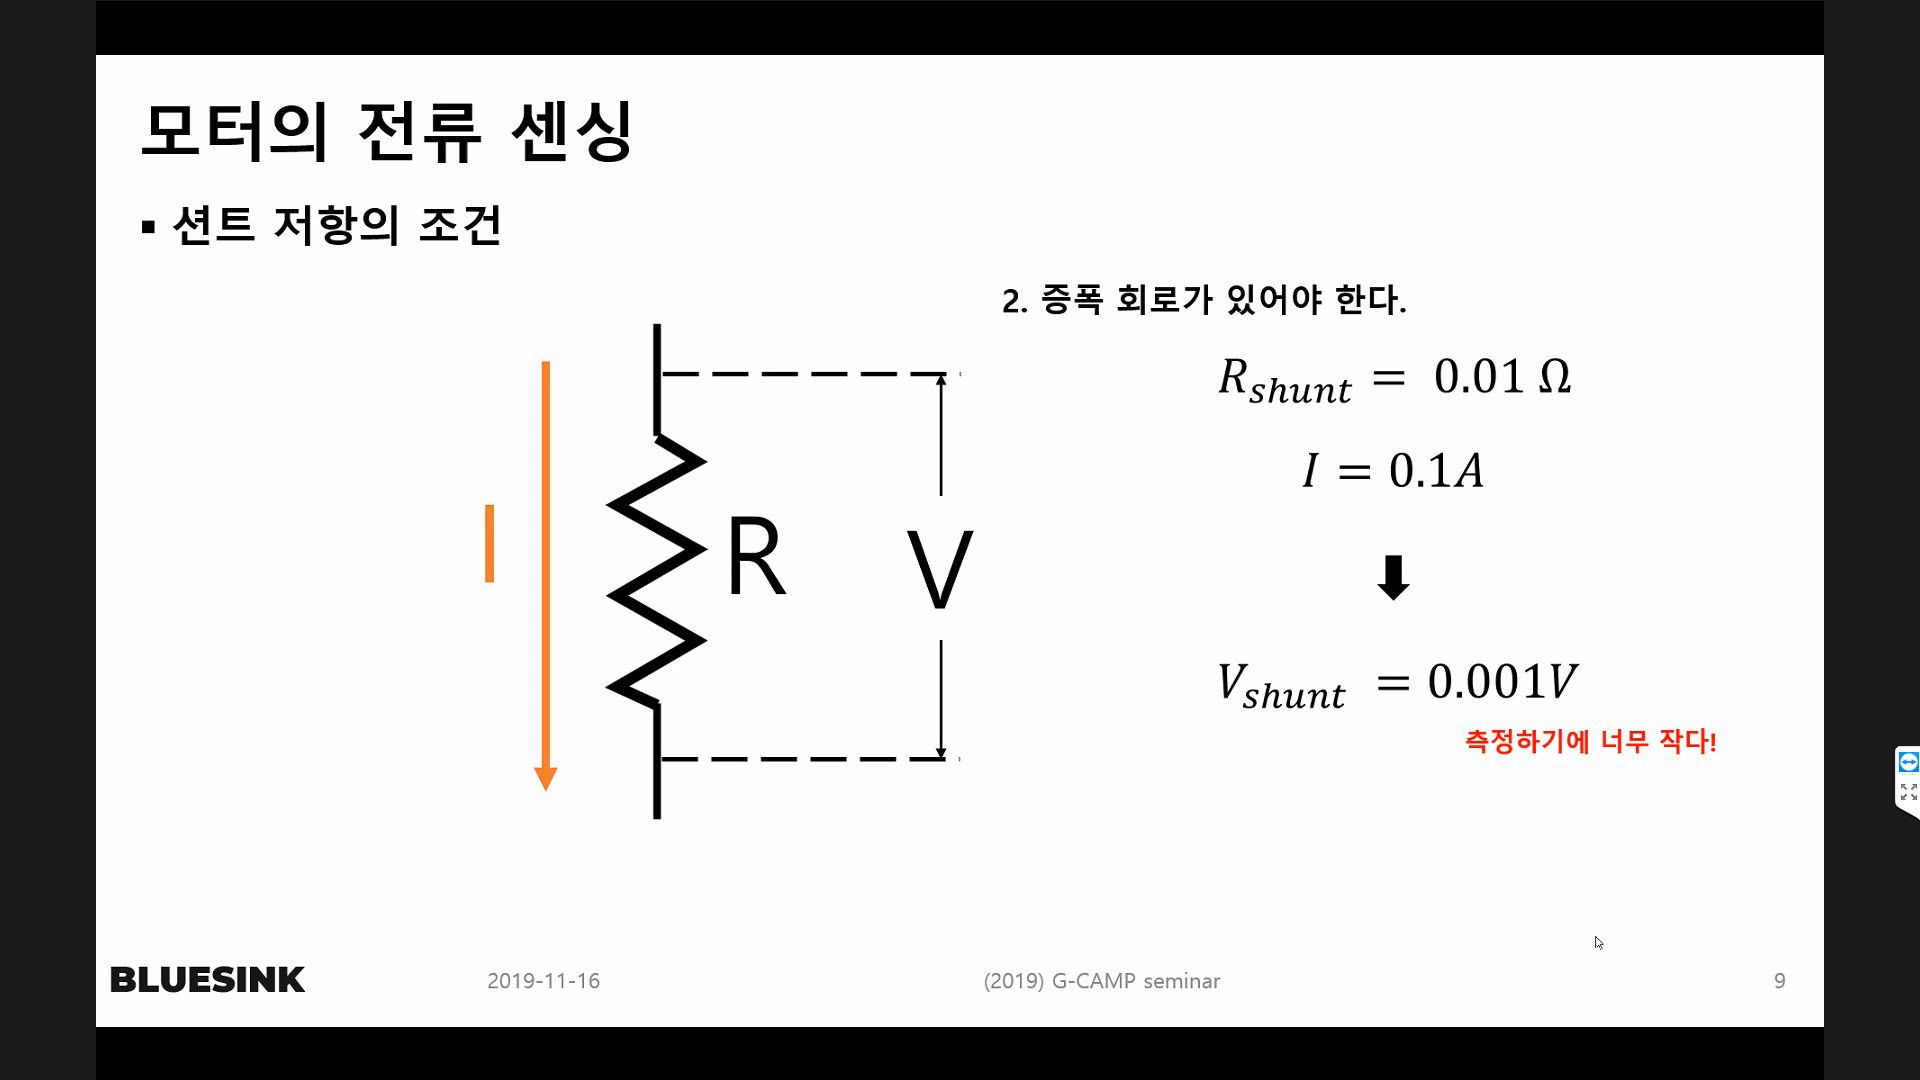 모터의 전류 센싱
▪ 션트 저항의 조건
2. 증폭 회로가 있어야 한다.
R_shunt = 0.01 Ω
I = 0.1A
I
R
V
V_shunt = 0.001V
측정하기에 너무 작다!
BLUESINK
2019-11-16
(2019) G-CAMP seminar
9